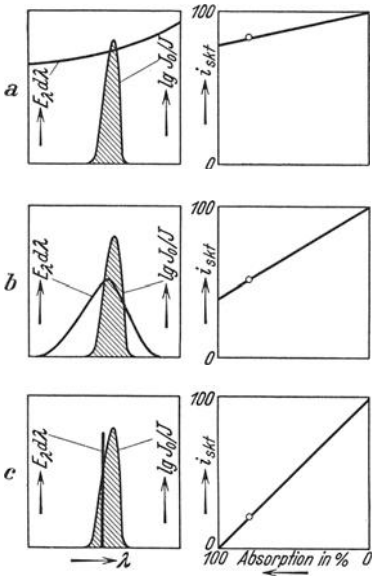 a
E_λ dλ
lg J₀/J
100
i_skt
0
b
E_λ dλ
lg J₀/J
100
i_skt
0
c
E_λ dλ
lg J₀/J
λ
100
i_skt
0
100 Absorption in % 0